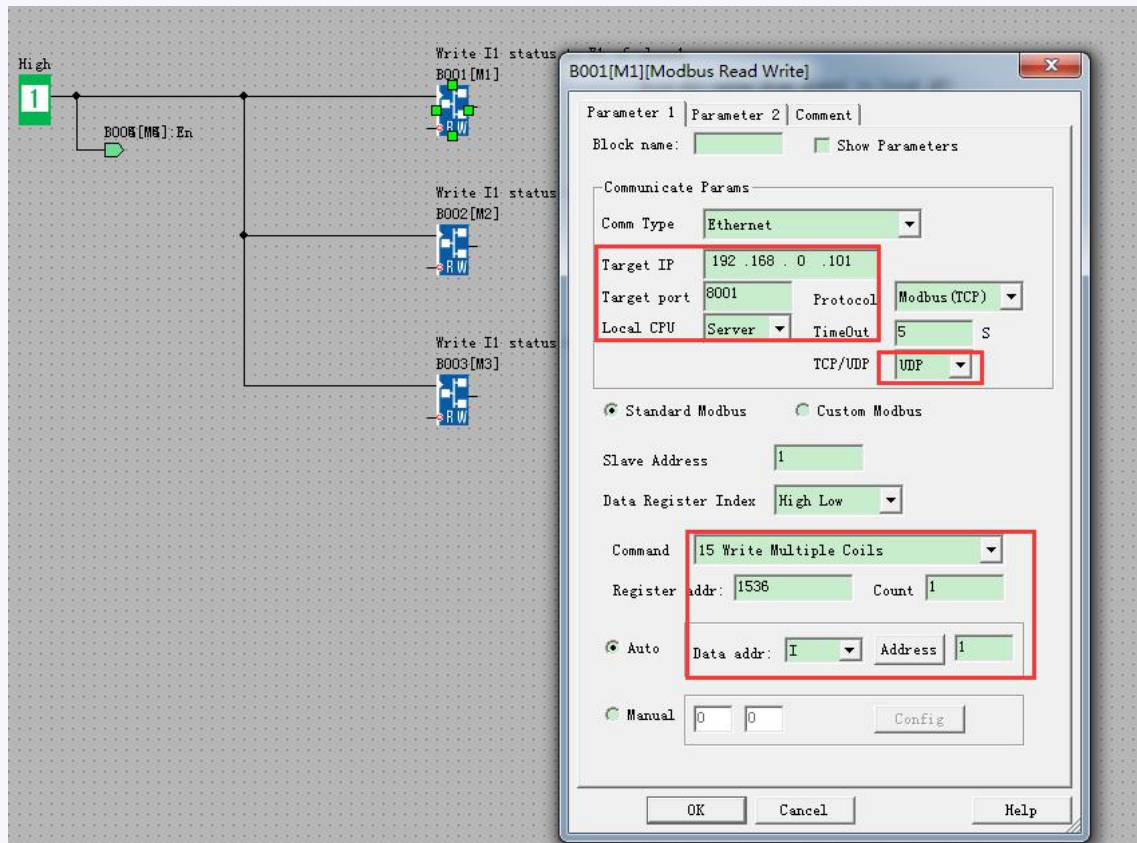 High
1
Write I1 status
B001[M1]
RW
:En
Write I1 status
B002[M2]
RW
Write I1 status
B003[M3]
RW
B001[M1][Modbus Read Write]
Parameter 1 Parameter 2 Comment
Block name: Show Parameters
Communicate Params
Comm Type Ethernet
Target IP 192 .168 . 0 .101
Target port 8001 Protocol Modbus(TCP)
Local CPU Server TimeOut 5 S
TCP/UDP UDP
Standard Modbus Custom Modbus
Slave Address 1
Data Register Index High Low
Command 15 Write Multiple Coils
Register addr: 1536 Count 1
Auto Data addr: I Address 1
Manual 0 0 Config
OK Cancel Help